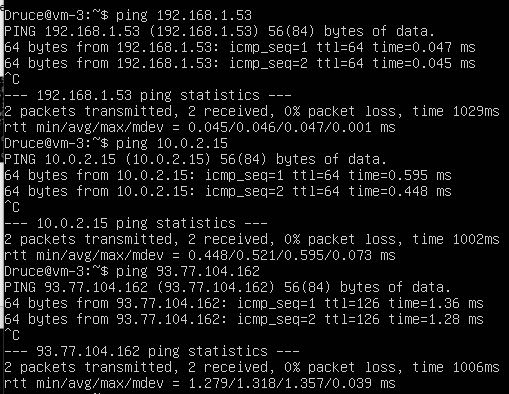 Druce@vm-3:~$ ping 192.168.1.53
PING 192.168.1.53 (192.168.1.53) 56(84) bytes of data.
64 bytes from 192.168.1.53: icmp_seq=1 ttl=64 time=0.047 ms
64 bytes from 192.168.1.53: icmp_seq=2 ttl=64 time=0.045 ms
^C
--- 192.168.1.53 ping statistics ---
2 packets transmitted, 2 received, 0% packet loss, time 1029ms
rtt min/avg/max/mdev = 0.045/0.046/0.047/0.001 ms
Druce@vm-3:~$ ping 10.0.2.15
PING 10.0.2.15 (10.0.2.15) 56(84) bytes of data.
64 bytes from 10.0.2.15: icmp_seq=1 ttl=64 time=0.595 ms
64 bytes from 10.0.2.15: icmp_seq=2 ttl=64 time=0.448 ms
^C
--- 10.0.2.15 ping statistics ---
2 packets transmitted, 2 received, 0% packet loss, time 1002ms
rtt min/avg/max/mdev = 0.448/0.521/0.595/0.073 ms
Druce@vm-3:~$ ping 93.77.104.162
PING 93.77.104.162 (93.77.104.162) 56(84) bytes of data.
64 bytes from 93.77.104.162: icmp_seq=1 ttl=126 time=1.36 ms
64 bytes from 93.77.104.162: icmp_seq=2 ttl=126 time=1.28 ms
^C
--- 93.77.104.162 ping statistics ---
2 packets transmitted, 2 received, 0% packet loss, time 1006ms
rtt min/avg/max/mdev = 1.279/1.318/1.357/0.039 ms